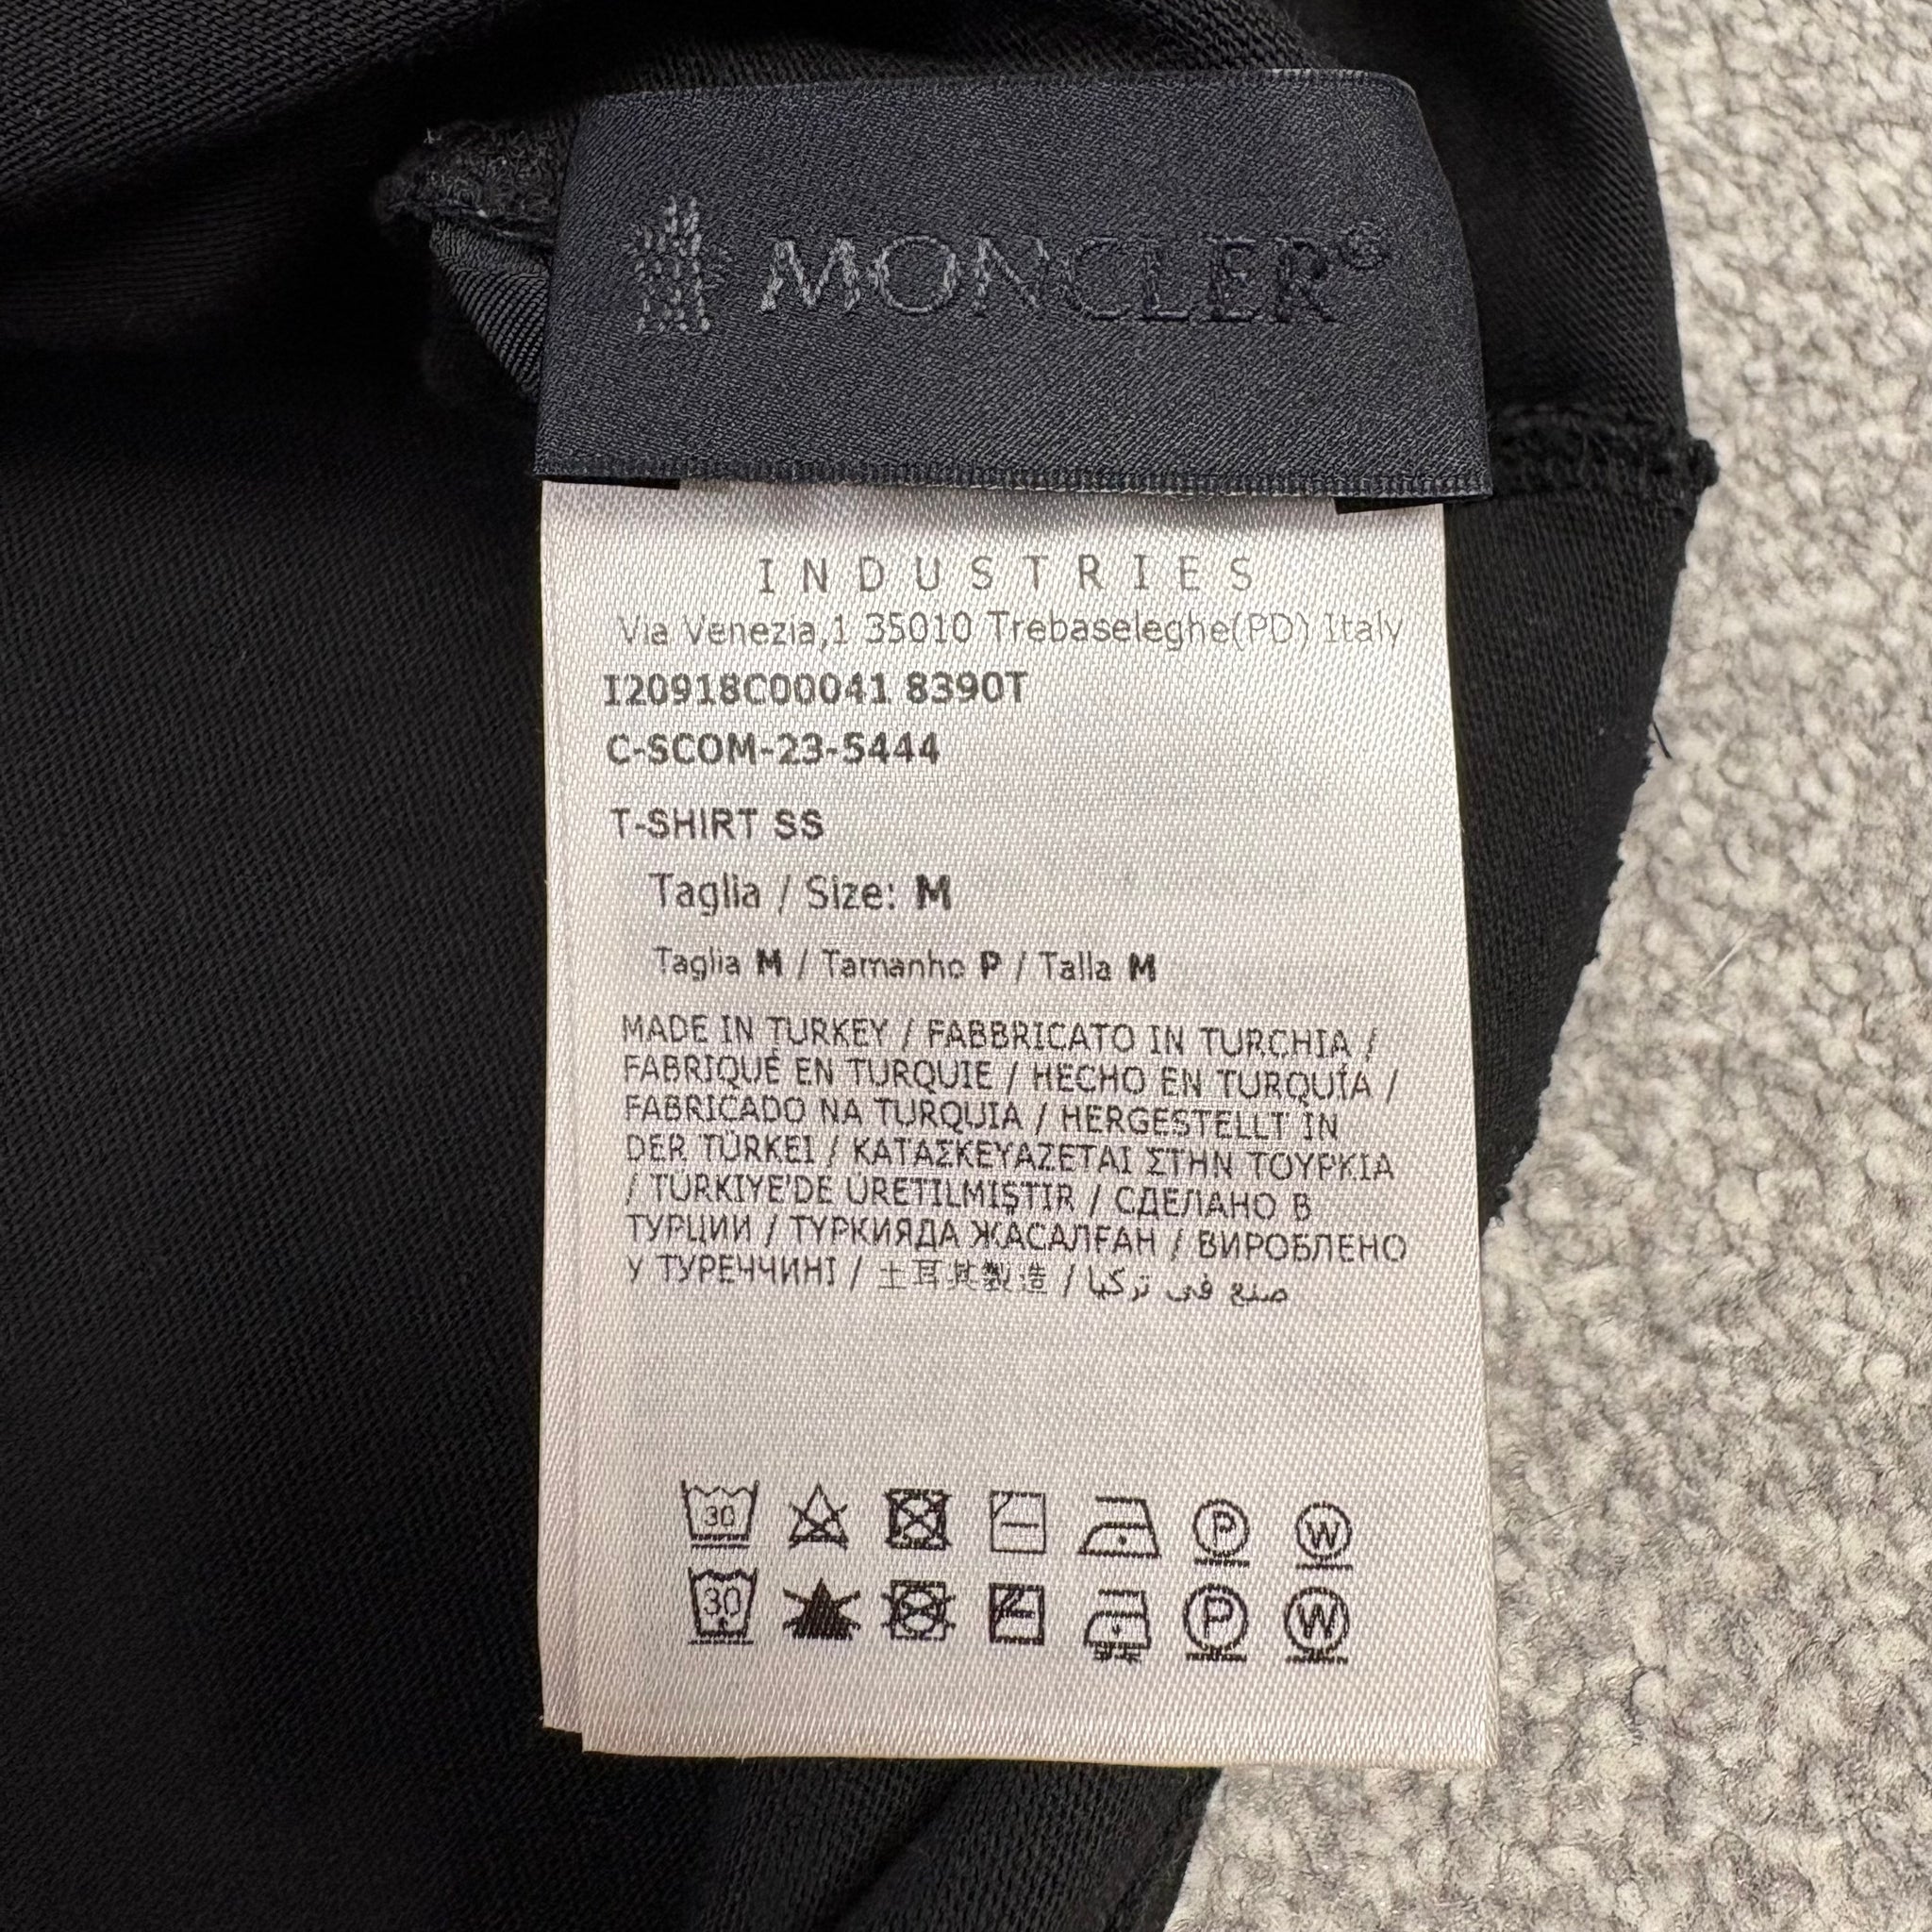 MONCLER®
INDUSTRIES
Via Venezia,1 35010 Trebaseleghe(PD) Italy
I20918C00041 8390T
C-SCOM-23-5444
T-SHIRT SS
Taglia / Size: M
Taglia M / Tamanho P / Talla M
MADE IN TURKEY / FABBRICATO IN TURCHIA /
FABRIQUÉ EN TURQUIE / HECHO EN TURQUÍA /
FABRICADO NA TURQUIA / HERGESTELLT IN
DER TÜRKEI / ΚΑΤΑΣΚΕΥΑΖΕΤΑΙ ΣΤΗΝ ΤΟΥΡΚΙΑ
/ TÜRKIYE'DE ÜRETILMIŞTIR / СДЕЛАНО В
ТУРЦИИ / ТҮРКИЯДА ЖАСАЛҒАН / ВИРОБЛЕНО
У ТУРЕЧЧИНІ / 土耳其製造 / صنع في تركيا
30 P W
30 P W